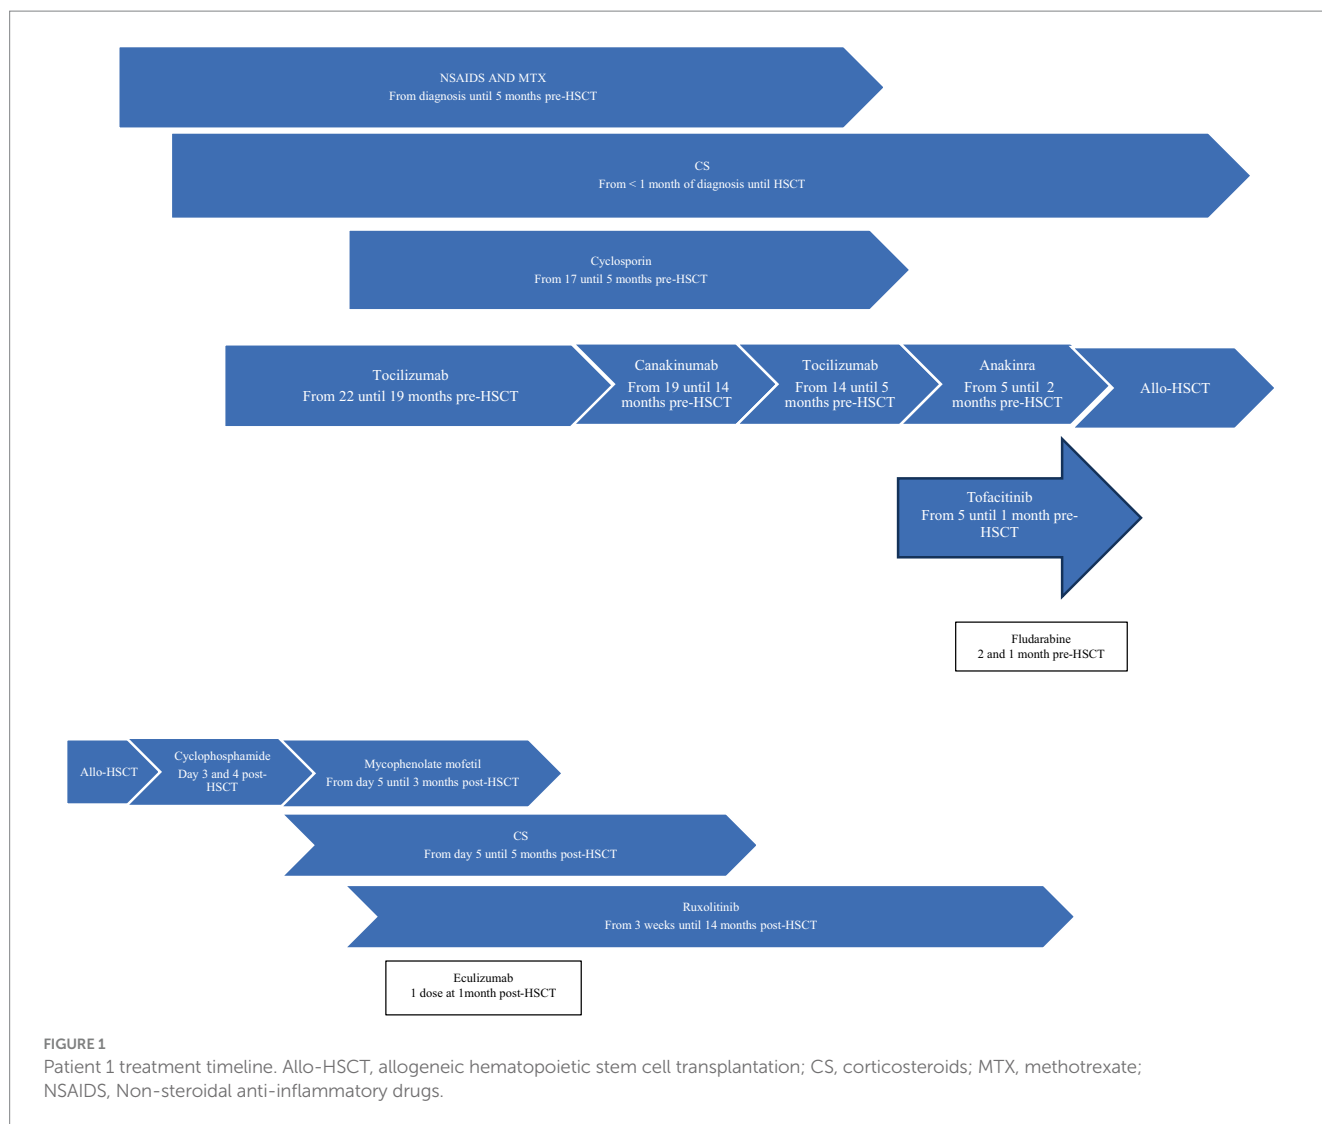 NSAIDS AND MTX
From diagnosis until 5 months pre-HSCT
CS
From < 1 month of diagnosis until HSCT
Cyclosporin
From 17 until 5 months pre-HSCT
Tocilizumab
From 22 until 19 months pre-HSCT
Canakinumab
From 19 until 14
months pre-HSCT
Tocilizumab
From 14 until 5
months pre-HSCT
Anakinra
From 5 until 2
months pre-HSCT
Allo-HSCT
Tofacitinib
From 5 until 1 month pre-
HSCT
Fludarabine
2 and 1 month pre-HSCT
Allo-HSCT
Cyclophosphamide
Day 3 and 4 post-
HSCT
Mycophenolate mofetil
From day 5 until 3 months post-HSCT
CS
From day 5 until 5 months post-HSCT
Ruxolitinib
From 3 weeks until 14 months post-HSCT
Eculizumab
1 dose at 1month post-HSCT
FIGURE 1
Patient 1 treatment timeline. Allo-HSCT, allogeneic hematopoietic stem cell transplantation; CS, corticosteroids; MTX, methotrexate;
NSAIDS, Non-steroidal anti-inflammatory drugs.